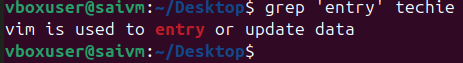 vboxuser@saivm:~/Desktop$ grep 'entry' techie
vim is used to entry or update data
vboxuser@saivm:~/Desktop$